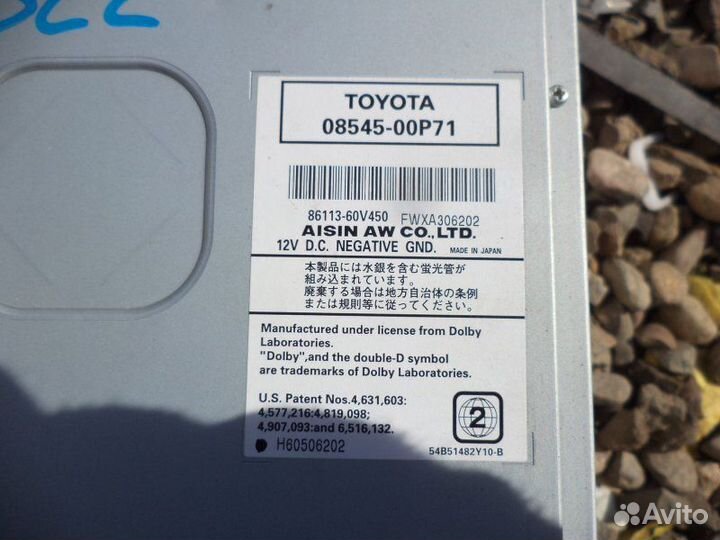 TOYOTA
08545-00P71
86113-60V450 FWXA306202
AISIN AW CO.,LTD.
12V D.C. NEGATIVE GND. MADE IN JAPAN
本製品には水銀を含む蛍光管が
組み込まれています。
廃棄する場合は地方自治体の条例
または規則等に従ってください。
Manufactured under license from Dolby
Laboratories.
"Dolby",and the double-D symbol
are trademarks of Dolby Laboratories.
U.S. Patent Nos.4,631,603;
4,577,216:4,819,098;
4,907,093:and 6,516,132.
H60506202
2
54B51482Y10-B
Avito